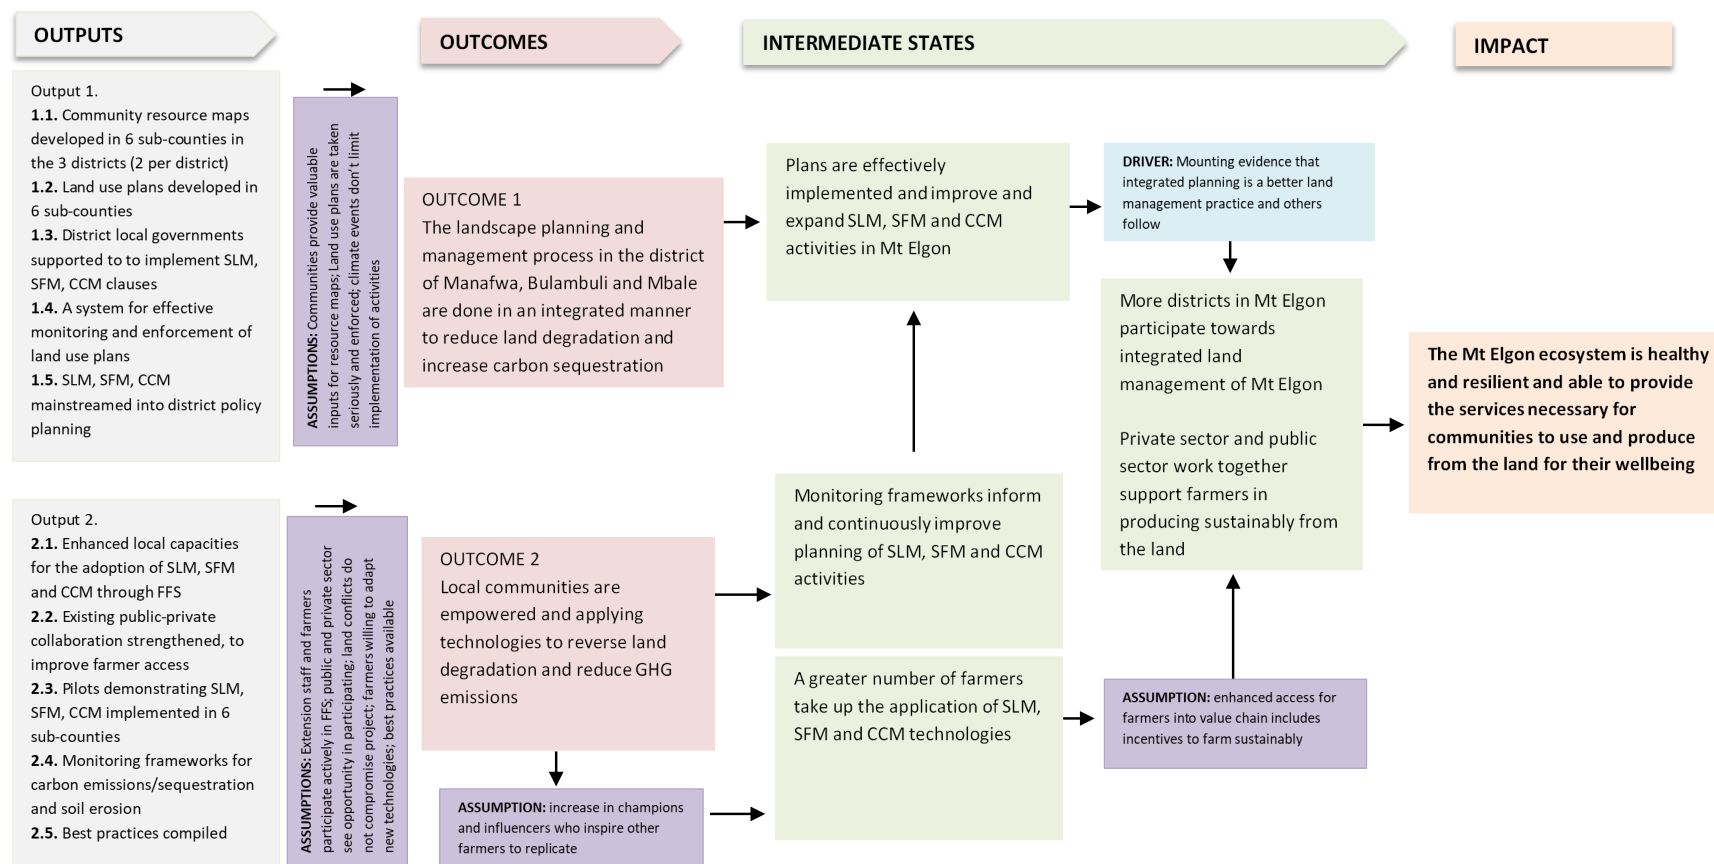 OUTPUTS
OUTCOMES
INTERMEDIATE STATES
IMPACT
Output 1.
1.1. Community resource maps
developed in 6 sub-counties in
the 3 districts (2 per district)
1.2. Land use plans developed in
6 sub-counties
1.3. District local governments
supported to to implement SLM,
SFM, CCM clauses
1.4. A system for effective
monitoring and enforcement of
land use plans
1.5. SLM, SFM, CCM
mainstreamed into district policy
planning
ASSUMPTIONS: Communities provide valuable
inputs for resource maps; Land use plans are taken
seriously and enforced; climate events don't limit
implementation of activities
OUTCOME 1
The landscape planning and
management process in the district
of Manafwa, Bulambuli and Mbale
are done in an integrated manner
to reduce land degradation and
increase carbon sequestration
Plans are effectively
implemented and improve and
expand SLM, SFM and CCM
activities in Mt Elgon
DRIVER: Mounting evidence that
integrated planning is a better land
management practice and others
follow
More districts in Mt Elgon
participate towards
integrated land
management of Mt Elgon
Private sector and public
sector work together
support farmers in
producing sustainably from
the land
The Mt Elgon ecosystem is healthy
and resilient and able to provide
the services necessary for
communities to use and produce
from the land for their wellbeing
Output 2.
2.1. Enhanced local capacities
for the adoption of SLM, SFM
and CCM through FFS
2.2. Existing public-private
collaboration strengthened, to
improve farmer access
2.3. Pilots demonstrating SLM,
SFM, CCM implemented in 6
sub-counties
2.4. Monitoring frameworks for
carbon emissions/sequestration
and soil erosion
2.5. Best practices compiled
ASSUMPTIONS: Extension staff and farmers
participate actively in FFS; public and private sector
see opportunity in participating; land conflicts do
not compromise project; farmers willing to adapt
new technologies; best practices available
OUTCOME 2
Local communities are
empowered and applying
technologies to reverse land
degradation and reduce GHG
emissions
ASSUMPTION: increase in champions
and influencers who inspire other
farmers to replicate
Monitoring frameworks inform
and continuously improve
planning of SLM, SFM and CCM
activities
A greater number of farmers
take up the application of SLM,
SFM and CCM technologies
ASSUMPTION: enhanced access for
farmers into value chain includes
incentives to farm sustainably